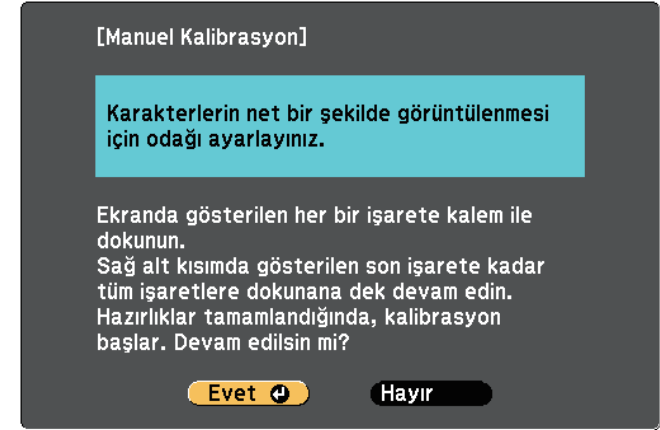 [Manuel Kalibrasyon]
Karakterlerin net bir şekilde görüntülenmesi
için odağı ayarlayınız.
Ekranda gösterilen her bir işarete kalem ile
dokunun.
Sağ alt kısımda gösterilen son işarete kadar
tüm işaretlere dokunana dek devam edin.
Hazırlıklar tamamlandığında, kalibrasyon
başlar. Devam edilsin mi?
Evet Hayır